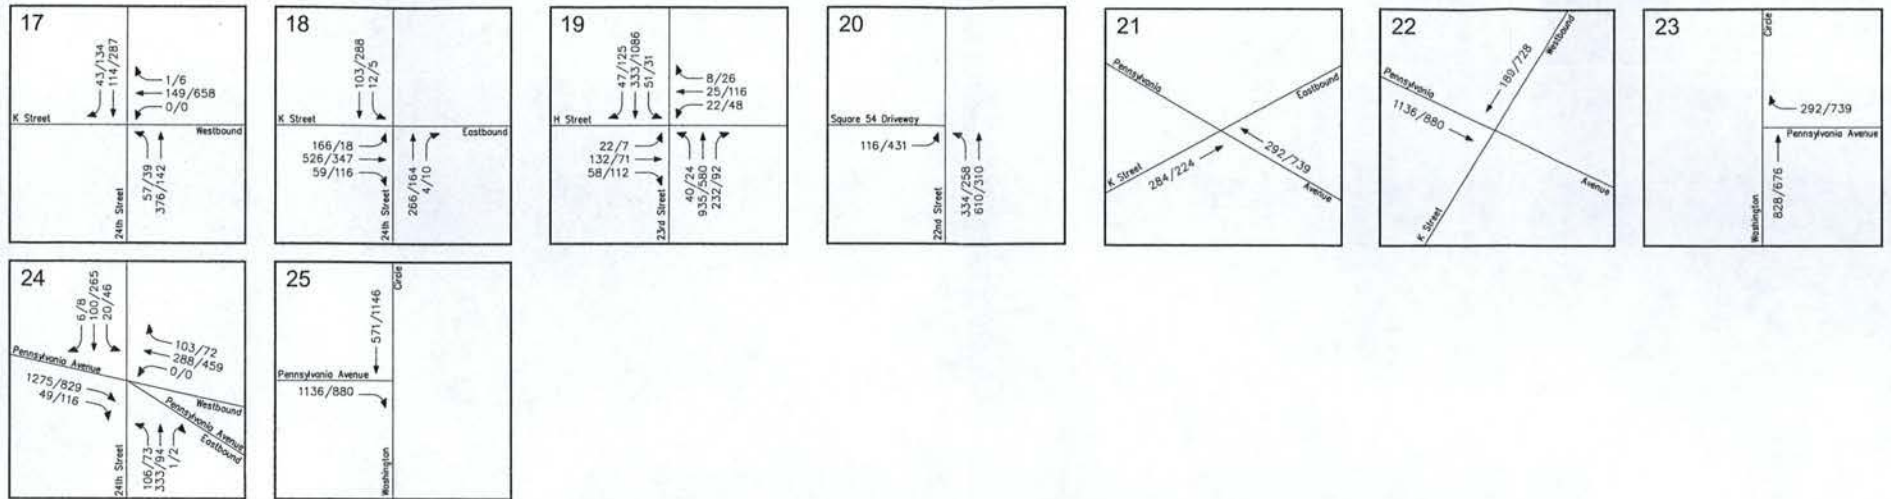 17
43/134
114/287
1/6
149/658
0/0
K Street
Westbound
57/39
376/142
24th Street
18
103/288
12/5
K Street
Eastbound
166/18
526/347
59/116
266/164
4/10
24th Street
19
47/125
333/1086
51/31
8/26
25/116
22/48
H Street
22/7
132/71
58/112
40/24
935/580
232/92
23rd Street
20
Square 54 Driveway
116/431
334/258
610/310
22nd Street
21
Pennsylvania
Eastbound
292/739
K Street
284/224
Avenue
22
Westbound
Pennsylvania
180/728
1136/880
Avenue
K Street
23
Circle
292/739
Pennsylvania Avenue
828/676
Washington
24
6/8
100/265
20/46
103/72
288/459
0/0
Pennsylvania Avenue
1275/829
49/116
Westbound
Pennsylvania Avenue
Eastbound
106/73
333/94
1/2
24th Street
25
Circle
571/1146
Pennsylvania Avenue
1136/880
Washington